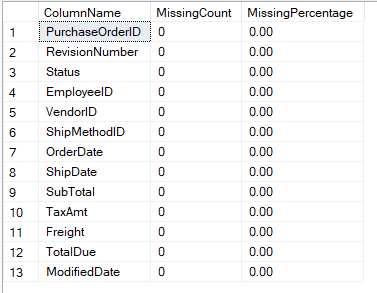 ColumnName MissingCount MissingPercentage
1 PurchaseOrderID 0 0.00
2 RevisionNumber 0 0.00
3 Status 0 0.00
4 EmployeeID 0 0.00
5 VendorID 0 0.00
6 ShipMethodID 0 0.00
7 OrderDate 0 0.00
8 ShipDate 0 0.00
9 SubTotal 0 0.00
10 TaxAmt 0 0.00
11 Freight 0 0.00
12 TotalDue 0 0.00
13 ModifiedDate 0 0.00